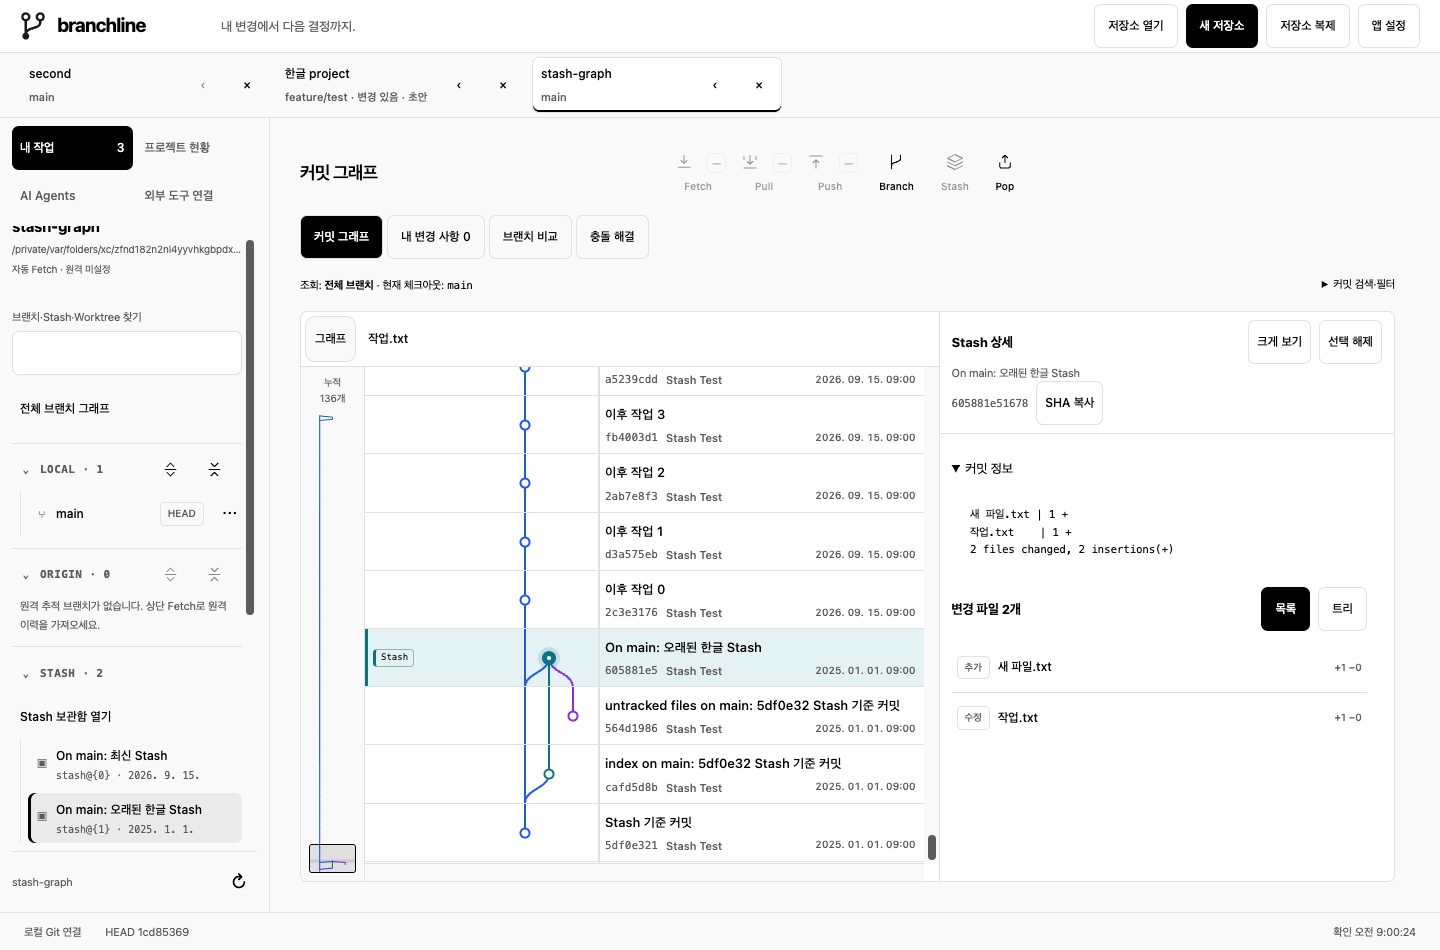 branchline
내 변경에서 다음 결정까지.
저장소 열기
새 저장소
저장소 복제
앱 설정
second
main
한글 project
feature/test · 변경 있음 · 초안
stash-graph
main
내 작업 3
프로젝트 현황
AI Agents
외부 도구 연결
stash-graph
/private/var/folders/xc/zfnd182n2nl4yyvhkgbpdx...
자동 Fetch · 원격 미설정
브랜치·Stash·Worktree 찾기
전체 브랜치 그래프
LOCAL · 1
main HEAD
ORIGIN · 0
원격 추적 브랜치가 없습니다. 상단 Fetch로 원격
이력을 가져오세요.
STASH · 2
Stash 보관함 열기
On main: 최신 Stash
stash@{0} · 2026. 9. 15.
On main: 오래된 한글 Stash
stash@{1} · 2025. 1. 1.
stash-graph
커밋 그래프
Fetch
Pull
Push
Branch
Stash
Pop
커밋 그래프
내 변경 사항 0
브랜치 비교
충돌 해결
조회: 전체 브랜치 · 현재 체크아웃: main
▶ 커밋 검색·필터
그래프
작업.txt
누적
136개
a5239cdd Stash Test 2026. 09. 15. 09:00
이후 작업 3
fb4003d1 Stash Test 2026. 09. 15. 09:00
이후 작업 2
2ab7e8f3 Stash Test 2026. 09. 15. 09:00
이후 작업 1
d3a575eb Stash Test 2026. 09. 15. 09:00
이후 작업 0
2c3e3176 Stash Test 2026. 09. 15. 09:00
Stash
On main: 오래된 한글 Stash
605881e5 Stash Test 2025. 01. 01. 09:00
untracked files on main: 5df0e32 Stash 기준 커밋
564d1986 Stash Test 2025. 01. 01. 09:00
index on main: 5df0e32 Stash 기준 커밋
cafd5d8b Stash Test 2025. 01. 01. 09:00
Stash 기준 커밋
5df0e321 Stash Test 2025. 01. 01. 09:00
Stash 상세
크게 보기
선택 해제
On main: 오래된 한글 Stash
605881e51678
SHA 복사
▼ 커밋 정보
새 파일.txt | 1 +
작업.txt | 1 +
2 files changed, 2 insertions(+)
변경 파일 2개
목록
트리
추가 새 파일.txt +1 −0
수정 작업.txt +1 −0
로컬 Git 연결
HEAD 1cd85369
확인 오전 9:00:24